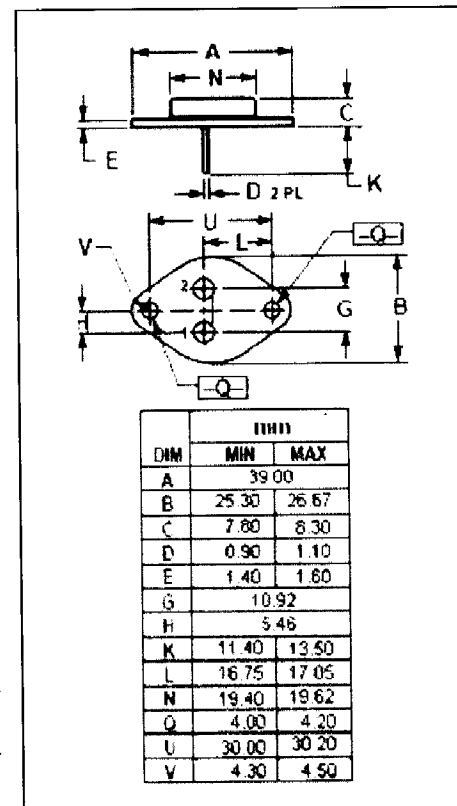 A
N
C
E
K
D 2 PL
U
L
V
-Q-
2
G
B
H
1
-Q-
mm
DIM MIN MAX
A 39.00
B 25.30 26.67
C 7.80 8.30
D 0.90 1.10
E 1.40 1.60
G 10.92
H 5.46
K 11.40 13.50
L 16.75 17.05
N 19.40 19.62
Q 4.00 4.20
U 30.00 30.20
V 4.30 4.50